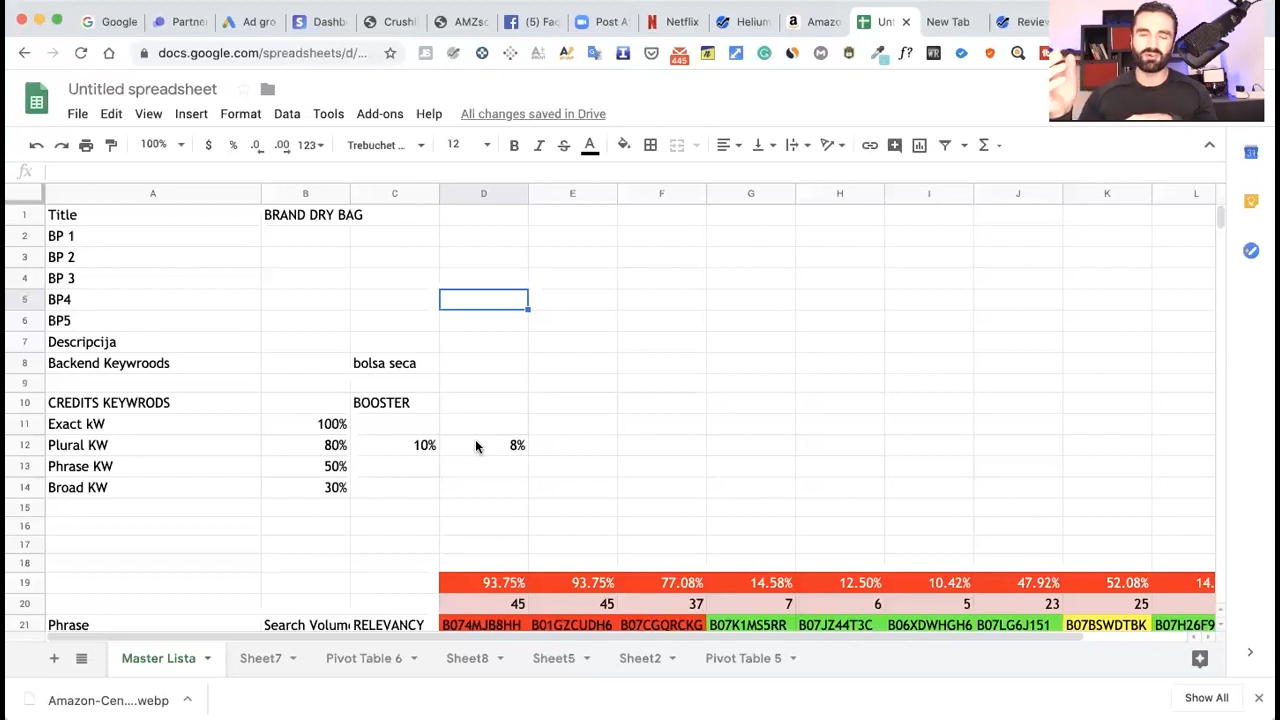 Google Partner Ad gro Dashb Crushl AMZsc (5) Fac Post A Netflix Helium Amazo Unt New Tab Review
docs.google.com/spreadsheets/d/...
445
Untitled spreadsheet
File Edit View Insert Format Data Tools Add-ons Help All changes saved in Drive
100% $ % .0 .00 123 Trebuchet ... 12 B I S A
fx
A B C D E F G H I J K L
1 Title BRAND DRY BAG
2 BP 1
3 BP 2
4 BP 3
5 BP4
6 BP5
7 Descripcija
8 Backend Keywroods bolsa seca
9
10 CREDITS KEYWRODS BOOSTER
11 Exact kW 100%
12 Plural KW 80% 10% 8%
13 Phrase KW 50%
14 Broad KW 30%
15
16
17
18
19 93.75% 93.75% 77.08% 14.58% 12.50% 10.42% 47.92% 52.08% 14.
20 45 45 37 7 6 5 23 25
21 Phrase Search Volum RELEVANCY B074MJB8HH B01GZCUDH6 B07CGQRCKG B07K1MS5RR B07JZ44T3C B06XDWHGH6 B07LG6J151 B07BSWDTBK B07H26F9
Master Lista Sheet7 Pivot Table 6 Sheet8 Sheet5 Sheet2 Pivot Table 5
Amazon-Cen....webp Show All